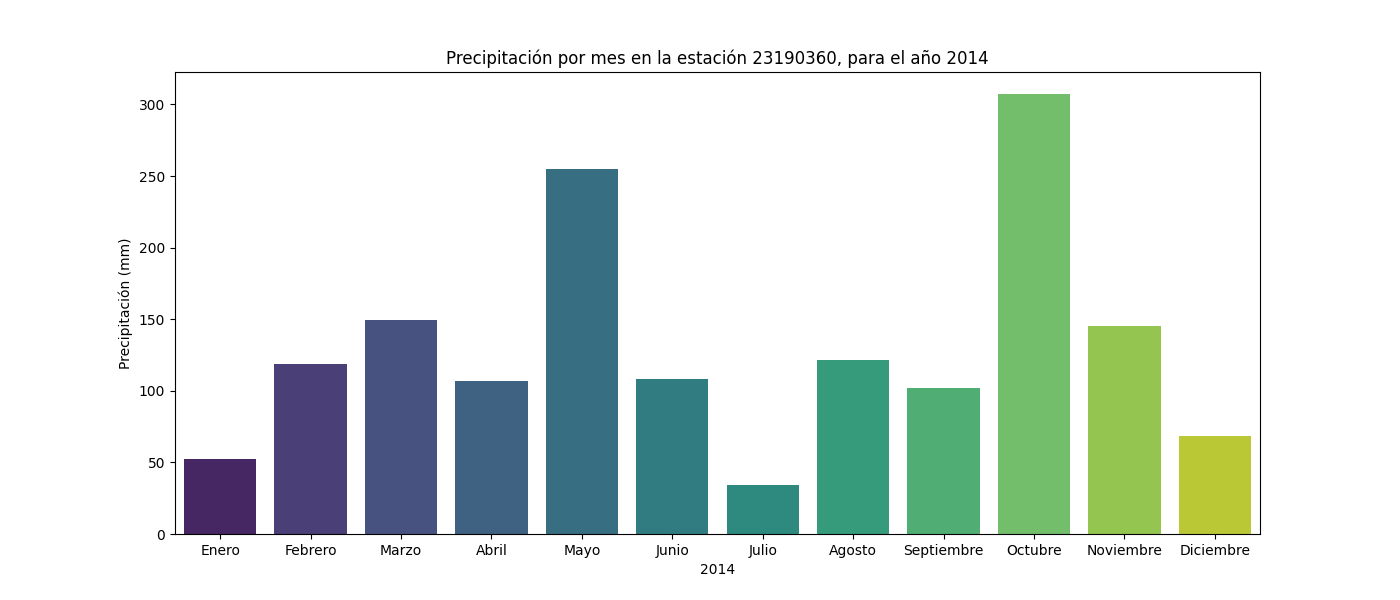 Precipitación por mes en la estación 23190360, para el año 2014
Precipitación (mm)
300
250
200
150
100
50
0
Enero Febrero Marzo Abril Mayo Junio Julio Agosto Septiembre Octubre Noviembre Diciembre
2014